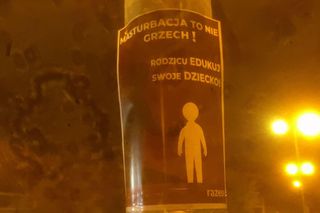 MASTURBACJA TO NIE
GRZECH!
RODZICU EDUKUJ
SWOJE DZIECKO!
razem